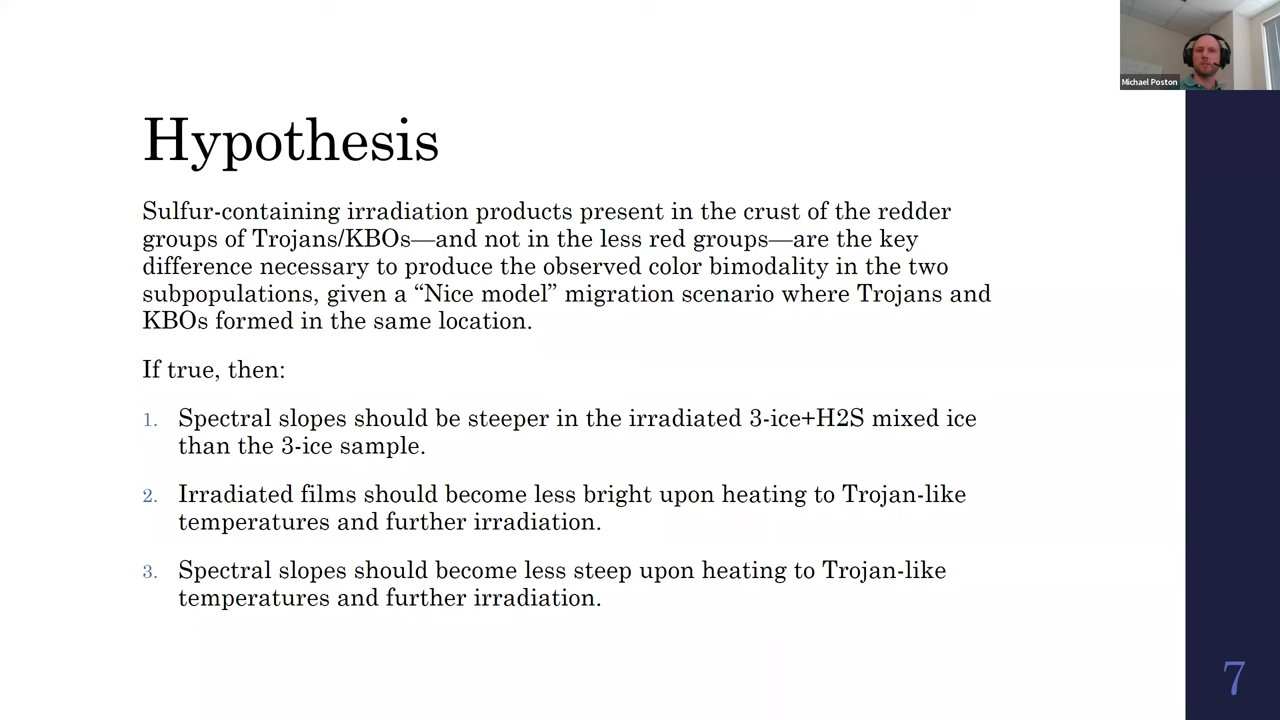 Michael Poston
Hypothesis
Sulfur-containing irradiation products present in the crust of the redder
groups of Trojans/KBOs—and not in the less red groups—are the key
difference necessary to produce the observed color bimodality in the two
subpopulations, given a “Nice model” migration scenario where Trojans and
KBOs formed in the same location.
If true, then:
1. Spectral slopes should be steeper in the irradiated 3-ice+H2S mixed ice
than the 3-ice sample.
2. Irradiated films should become less bright upon heating to Trojan-like
temperatures and further irradiation.
3. Spectral slopes should become less steep upon heating to Trojan-like
temperatures and further irradiation.
7